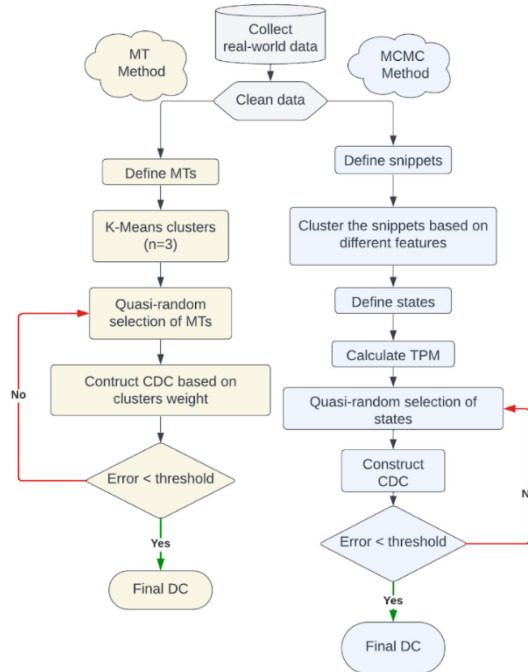 Collect
real-world data
MT
Method
MCMC
Method
Clean data
Define MTs
K-Means clusters
(n=3)
Quasi-random
selection of MTs
No
Contruct CDC based on
clusters weight
Error < threshold
Yes
Final DC
Define snippets
Cluster the snippets based on
different features
Define states
Calculate TPM
Quasi-random selection of
states
Construct
CDC
N
Error < threshold
Yes
Final DC